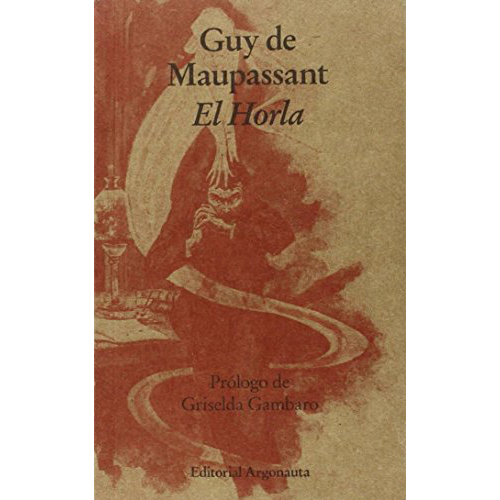 Guy de
Maupassant
El Horla
Prólogo de
Griselda Gambaro
Editorial Argonauta